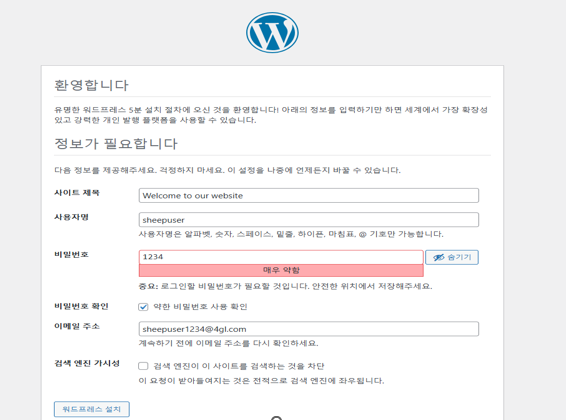 환영합니다
유명한 워드프레스 5분 설치 절차에 오신 것을 환영합니다! 아래의 정보를 입력하기만 하면 세계에서 가장 확장성
있고 강력한 개인 발행 플랫폼을 사용할 수 있습니다.
정보가 필요합니다
다음 정보를 제공해주세요. 걱정하지 마세요. 이 설정을 나중에 언제든지 바꿀 수 있습니다.
사이트 제목 Welcome to our website
사용자명 sheepuser
사용자명은 알파벳, 숫자, 스페이스, 밑줄, 하이픈, 마침표, @ 기호만 가능합니다.
비밀번호 1234 숨기기
매우 약함
중요: 로그인할 비밀번호가 필요할 것입니다. 안전한 위치에서 저장해주세요.
비밀번호 확인 약한 비밀번호 사용 확인
이메일 주소 sheepuser1234@4gl.com
계속하기 전에 이메일 주소를 다시 확인하세요.
검색 엔진 가시성 검색 엔진이 이 사이트를 검색하는 것을 차단
이 요청이 받아들여지는 것은 전적으로 검색 엔진에 좌우됩니다.
워드프레스 설치